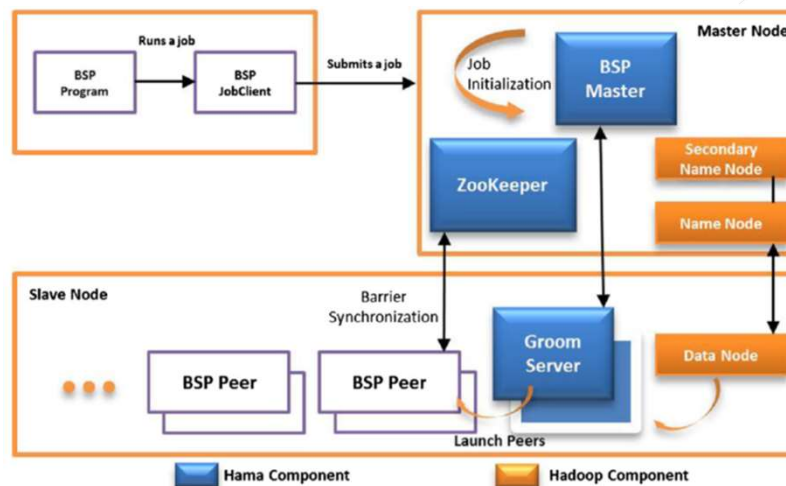 Runs a job
BSP
Program
BSP
JobClient
Submits a job
Master Node
Job
Initialization
BSP
Master
ZooKeeper
Secondary
Name Node
Name Node
Slave Node
Barrier
Synchronization
BSP Peer
BSP Peer
Groom
Server
Data Node
Launch Peers
Hama Component
Hadoop Component